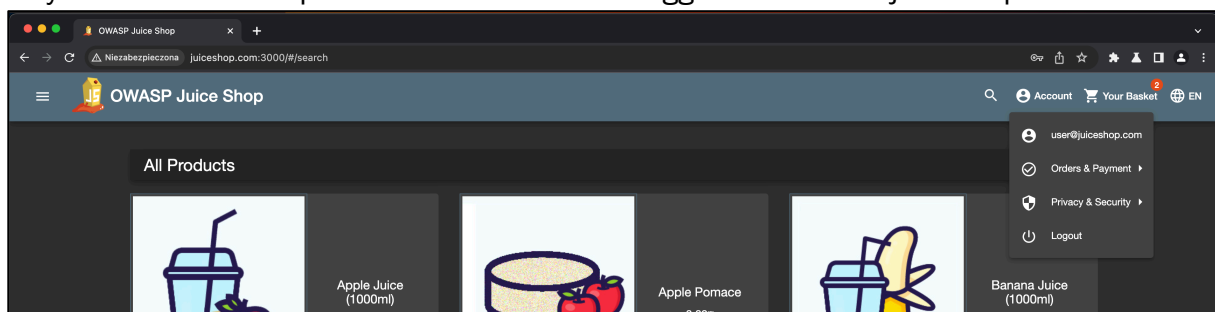 OWASP Juice Shop
Niezabezpieczona juiceshop.com:3000/#/search
OWASP Juice Shop
Account
2
Your Basket
EN
user@juiceshop.com
Orders & Payment
Privacy & Security
Logout
All Products
Apple Juice
(1000ml)
Apple Pomace
Banana Juice
(1000ml)